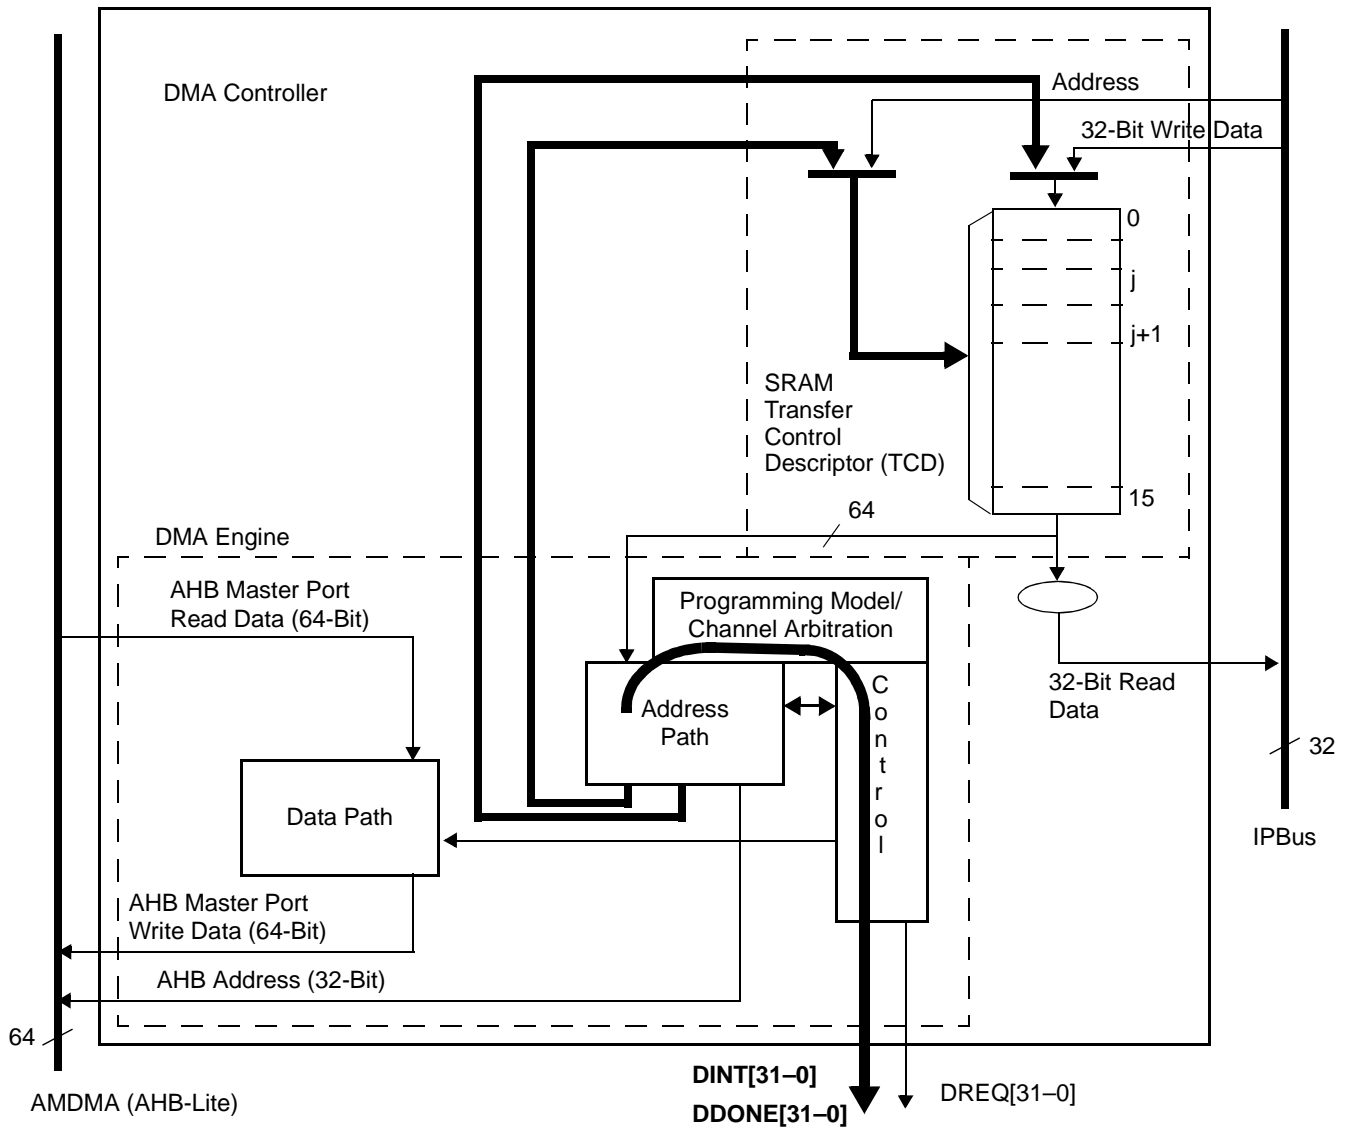 DMA Controller
Address
32-Bit Write Data
0
j
j+1
SRAM
Transfer
Control
Descriptor (TCD)
15
64
DMA Engine
AHB Master Port
Read Data (64-Bit)
Programming Model/
Channel Arbitration
32-Bit Read
Data
Address
Path
Control
32
Data Path
IPBus
AHB Master Port
Write Data (64-Bit)
AHB Address (32-Bit)
64
DINT[31–0]
DDONE[31–0]
DREQ[31–0]
AMDMA (AHB-Lite)